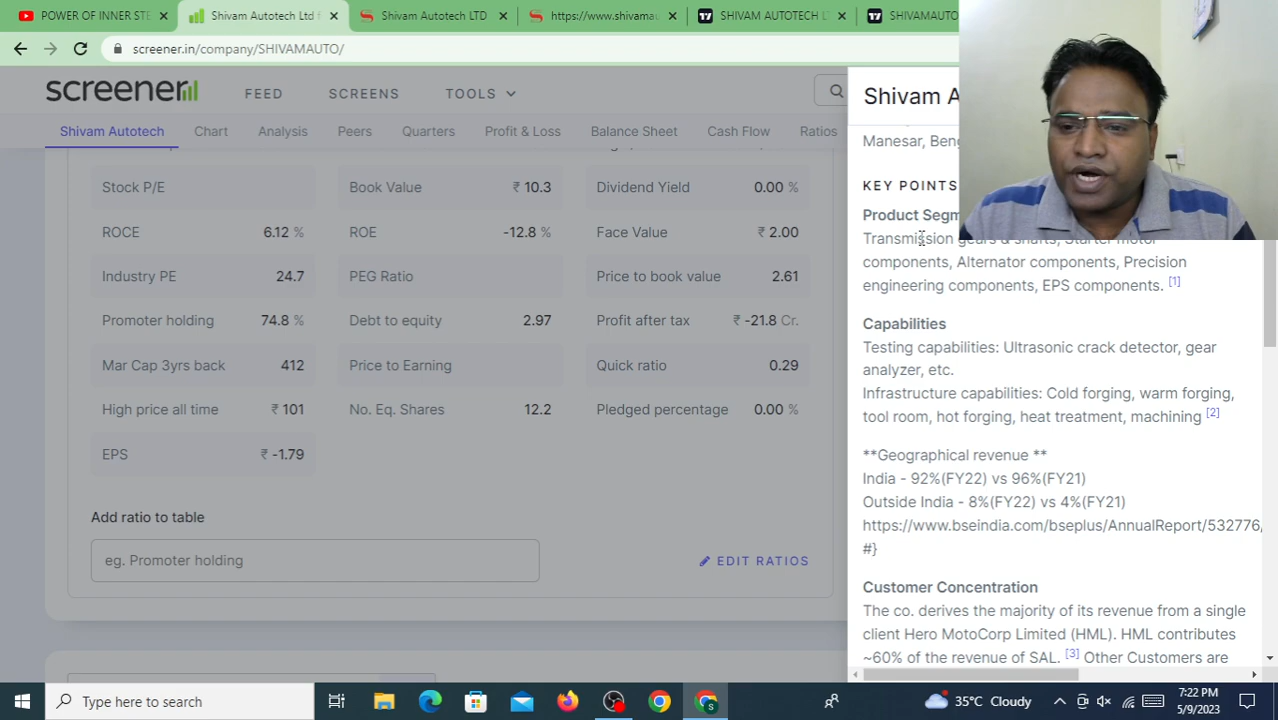 POWER OF INNER STE
Shivam Autotech Ltd f
Shivam Autotech LTD
https://www.shivamau
SHIVAM AUTOTECH LT
SHIVAMAUTO
screener.in/company/SHIVAMAUTO/
screener
FEED
SCREENS
TOOLS
Shivam Autotech
Chart
Analysis
Peers
Quarters
Profit & Loss
Balance Sheet
Cash Flow
Ratios
Stock P/E
Book Value ₹ 10.3
Dividend Yield 0.00 %
ROCE 6.12 %
ROE -12.8 %
Face Value ₹ 2.00
Industry PE 24.7
PEG Ratio
Price to book value 2.61
Promoter holding 74.8 %
Debt to equity 2.97
Profit after tax ₹ -21.8 Cr.
Mar Cap 3yrs back 412
Price to Earning
Quick ratio 0.29
High price all time ₹ 101
No. Eq. Shares 12.2
Pledged percentage 0.00 %
EPS ₹ -1.79
Add ratio to table
eg. Promoter holding
EDIT RATIOS
Shivam A
Manesar, Beng
KEY POINTS
Product Segm
Transmission gears & shafts, Starter motor
components, Alternator components, Precision
engineering components, EPS components. [1]
Capabilities
Testing capabilities: Ultrasonic crack detector, gear
analyzer, etc.
Infrastructure capabilities: Cold forging, warm forging,
tool room, hot forging, heat treatment, machining [2]
**Geographical revenue **
India - 92%(FY22) vs 96%(FY21)
Outside India - 8%(FY22) vs 4%(FY21)
https://www.bseindia.com/bseplus/AnnualReport/532776/
#}
Customer Concentration
The co. derives the majority of its revenue from a single
client Hero MotoCorp Limited (HML). HML contributes
~60% of the revenue of SAL. [3] Other Customers are
Type here to search
35°C Cloudy
7:22 PM
5/9/2023